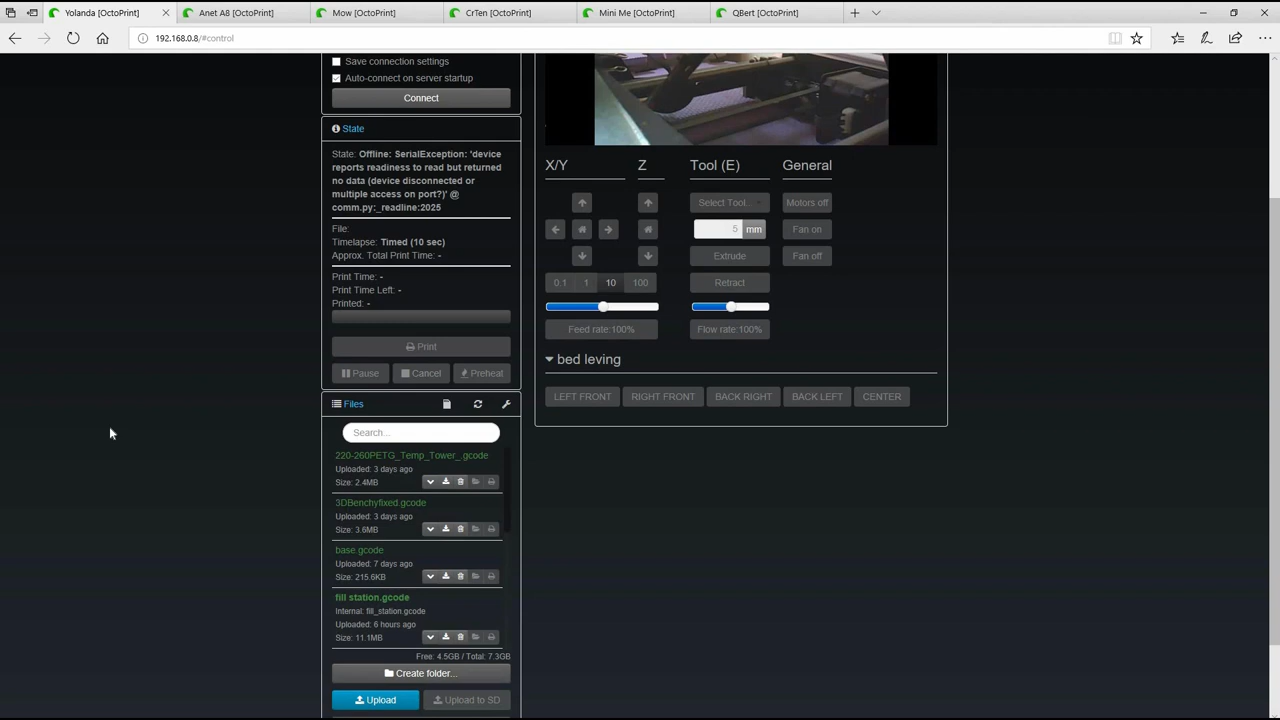 Yolanda [OctoPrint]
Anet A8 [OctoPrint]
Mow [OctoPrint]
CrTen [OctoPrint]
Mini Me [OctoPrint]
QBert [OctoPrint]
192.168.0.8/#control
Save connection settings
Auto-connect on server startup
Connect
State
State: Offline: SerialException: 'device
reports readiness to read but returned
no data (device disconnected or
multiple access on port?)' @
comm.py:_readline:2025
File:
Timelapse: Timed (10 sec)
Approx. Total Print Time: -
Print Time: -
Print Time Left: -
Printed: -
Print
Pause
Cancel
Preheat
Files
Search...
220-260PETG_Temp_Tower_.gcode
Uploaded: 3 days ago
Size: 2.4MB
3DBenchyfixed.gcode
Uploaded: 3 days ago
Size: 3.6MB
base.gcode
Uploaded: 7 days ago
Size: 215.6KB
fill station.gcode
Internal: fill_station.gcode
Uploaded: 6 hours ago
Size: 11.1MB
Free: 4.5GB / Total: 7.3GB
Create folder...
Upload
Upload to SD
X/Y
Z
Tool (E)
General
Select Tool...
Motors off
5 mm
Fan on
Extrude
Fan off
0.1 1 10 100
Retract
Feed rate:100%
Flow rate:100%
bed leving
LEFT FRONT
RIGHT FRONT
BACK RIGHT
BACK LEFT
CENTER